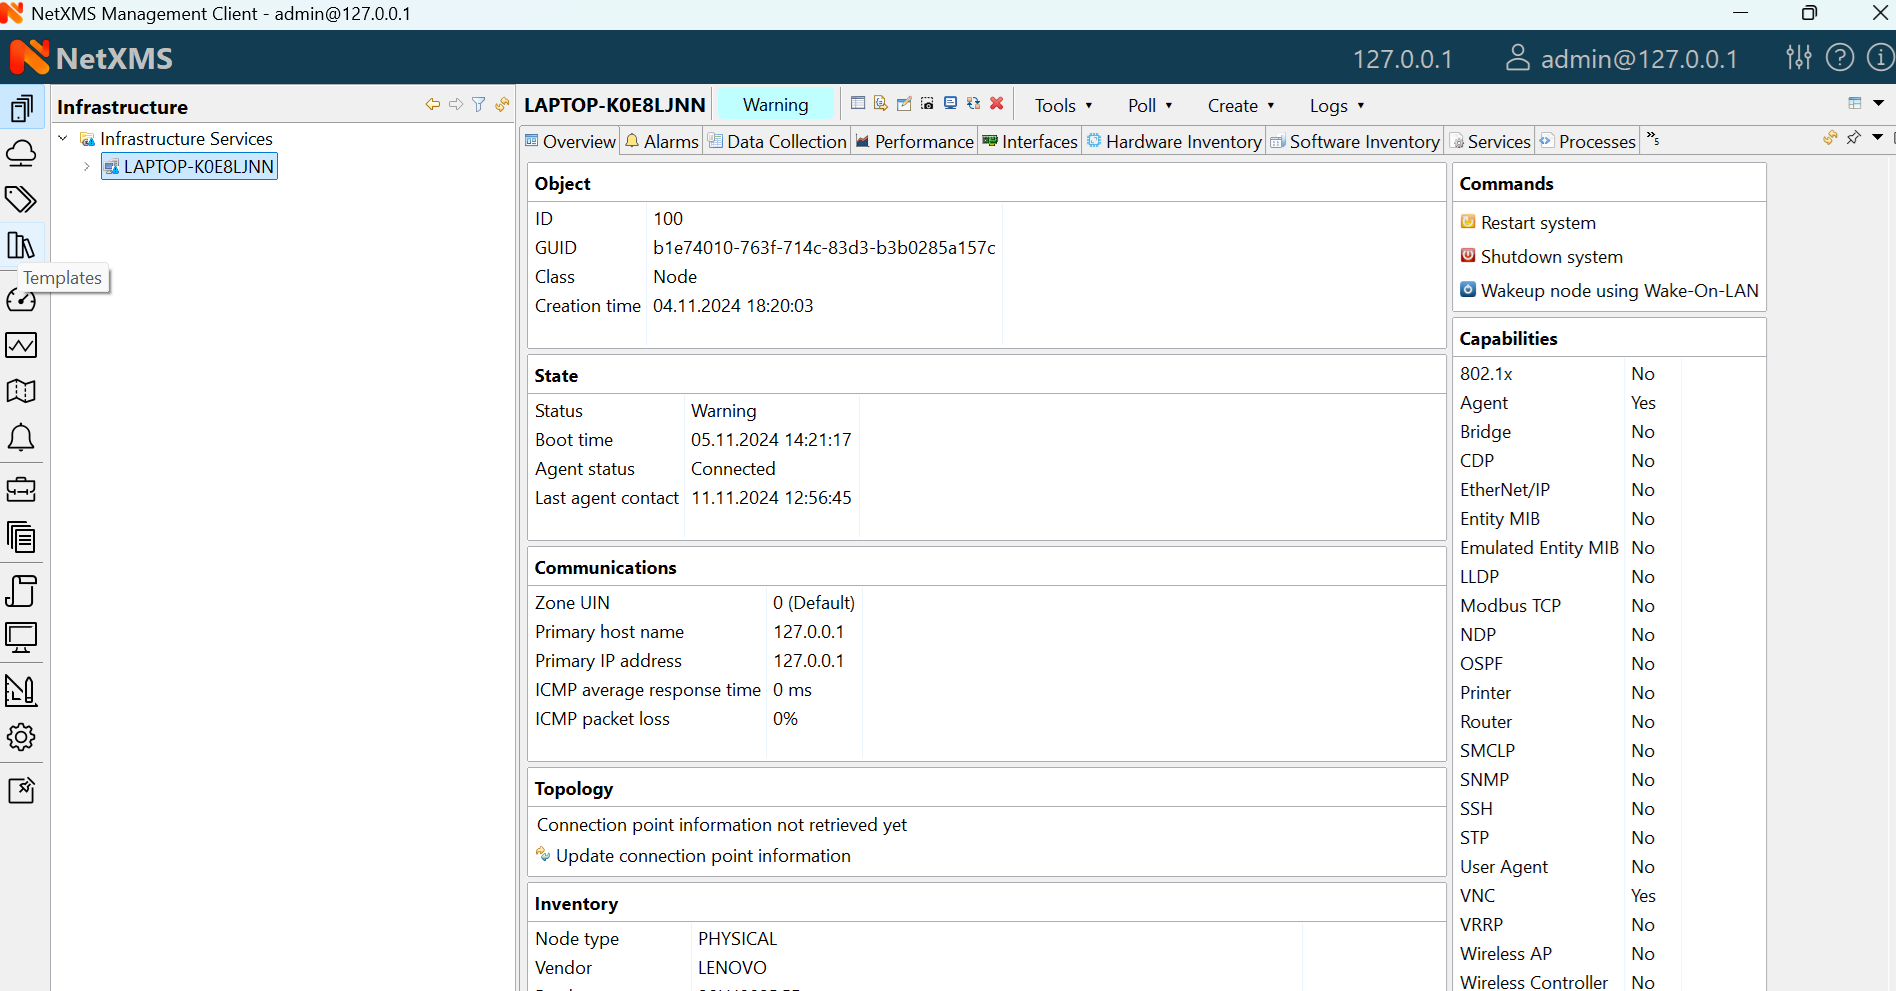 NetXMS Management Client - admin@127.0.0.1
NetXMS
127.0.0.1
admin@127.0.0.1
Infrastructure
Infrastructure Services
LAPTOP-K0E8LJNN
Templates
LAPTOP-K0E8LJNN
Warning
Tools
Poll
Create
Logs
Overview
Alarms
Data Collection
Performance
Interfaces
Hardware Inventory
Software Inventory
Services
Processes
»5
Object
ID 100
GUID b1e74010-763f-714c-83d3-b3b0285a157c
Class Node
Creation time 04.11.2024 18:20:03
State
Status Warning
Boot time 05.11.2024 14:21:17
Agent status Connected
Last agent contact 11.11.2024 12:56:45
Communications
Zone UIN 0 (Default)
Primary host name 127.0.0.1
Primary IP address 127.0.0.1
ICMP average response time 0 ms
ICMP packet loss 0%
Topology
Connection point information not retrieved yet
Update connection point information
Inventory
Node type PHYSICAL
Vendor LENOVO
Commands
Restart system
Shutdown system
Wakeup node using Wake-On-LAN
Capabilities
802.1x No
Agent Yes
Bridge No
CDP No
EtherNet/IP No
Entity MIB No
Emulated Entity MIB No
LLDP No
Modbus TCP No
NDP No
OSPF No
Printer No
Router No
SMCLP No
SNMP No
SSH No
STP No
User Agent No
VNC Yes
VRRP No
Wireless AP No
Wireless Controller No